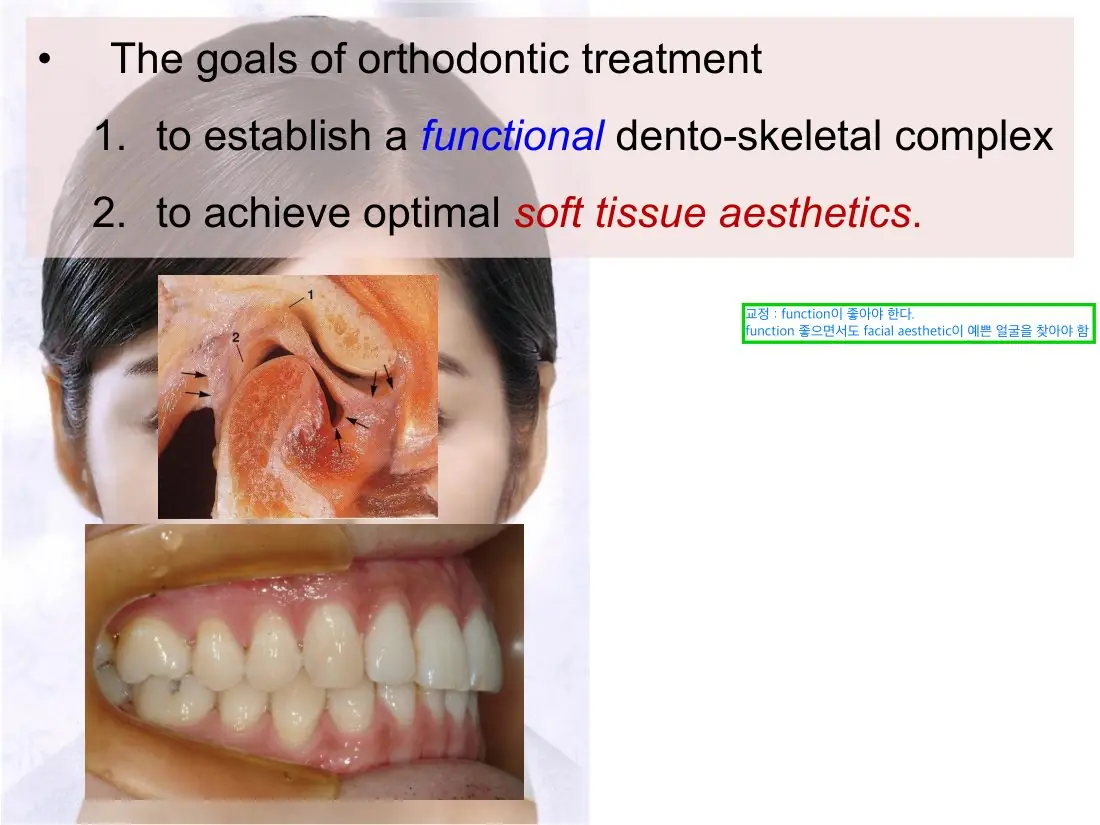 • The goals of orthodontic treatment
1. to establish a functional dento-skeletal complex
2. to achieve optimal soft tissue aesthetics.
1
2
교정 : function이 좋아야 한다.
function 좋으면서도 facial aesthetic이 예쁜 얼굴을 찾아야 함